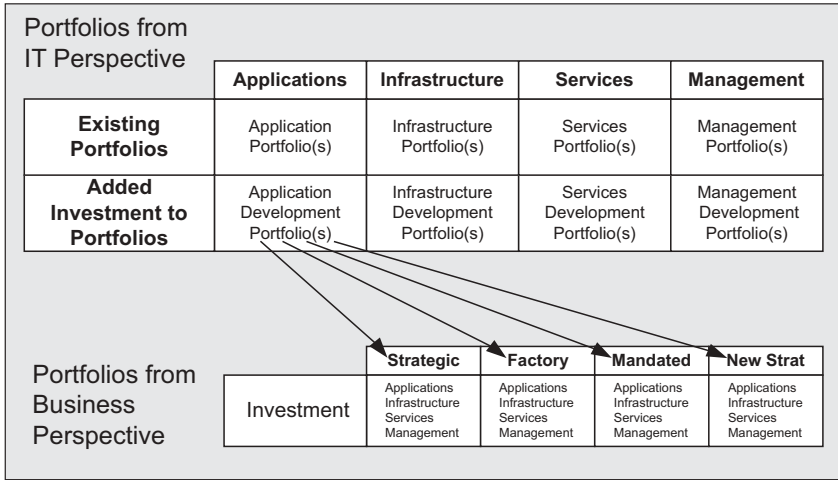 Portfolios from
IT Perspective
Applications
Infrastructure
Services
Management
Existing
Portfolios
Application
Portfolio(s)
Infrastructure
Portfolio(s)
Services
Portfolio(s)
Management
Portfolio(s)
Added
Investment to
Portfolios
Application
Development
Portfolio(s)
Infrastructure
Development
Portfolio(s)
Services
Development
Portfolio(s)
Management
Development
Portfolio(s)
Portfolios from
Business
Perspective
Strategic
Factory
Mandated
New Strat
Investment
Applications
Infrastructure
Services
Management
Applications
Infrastructure
Services
Management
Applications
Infrastructure
Services
Management
Applications
Infrastructure
Services
Management